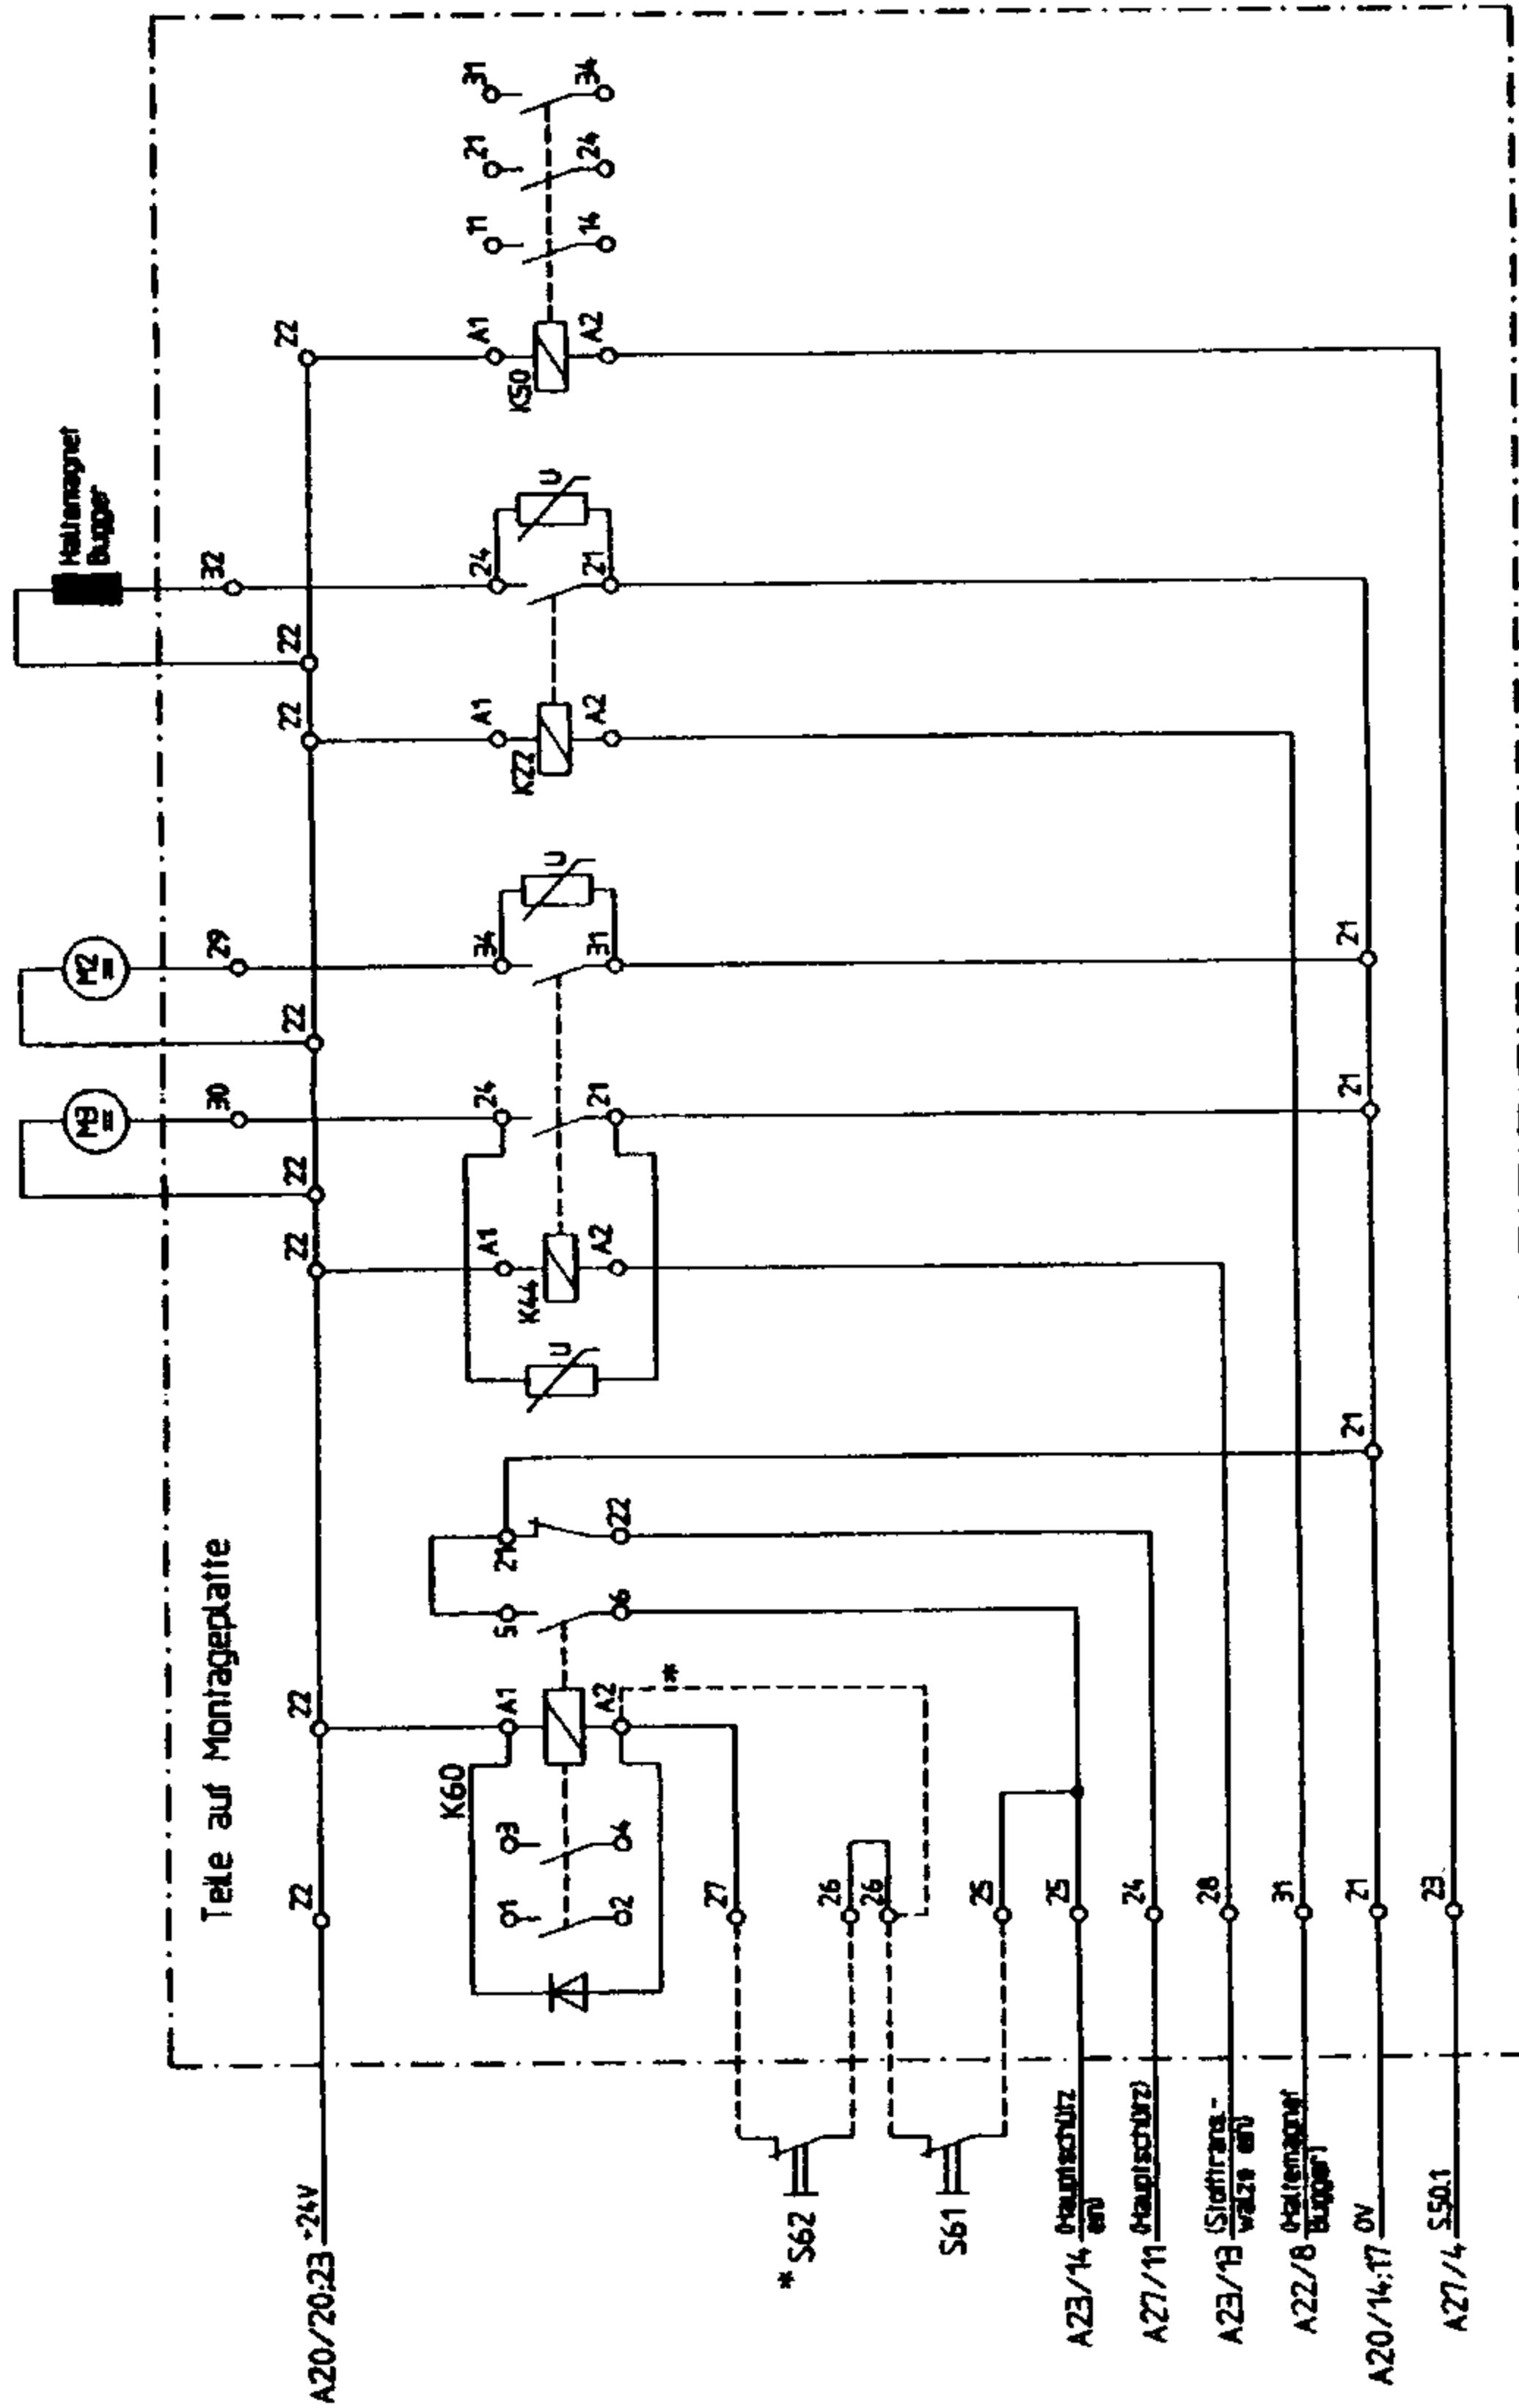 Teile auf Montageplatte
Haltemagnet
Bügger
M3
M2
22
22
22
22
30
22
29
22
22
32
22
A20/20;23
+24V
K60
1
2
3
4
A1
A2
*
5
6
21
22
U
K44
A1
A2
24
21
34
31
U
K22
A1
A2
24
21
U
K50
A1
A2
11
14
21
24
31
34
27
26
26
25
* S62
S61
A23/14
(Hauptschütz
ein)
25
A27/11
(Hauptschütz)
24
A23/13
(Stofftrans-
walze ein)
28
A22/8
(Haltemagnet
Bügger)
31
A20/14;17
0V
21
21
21
21
A27/4
S50.1
23